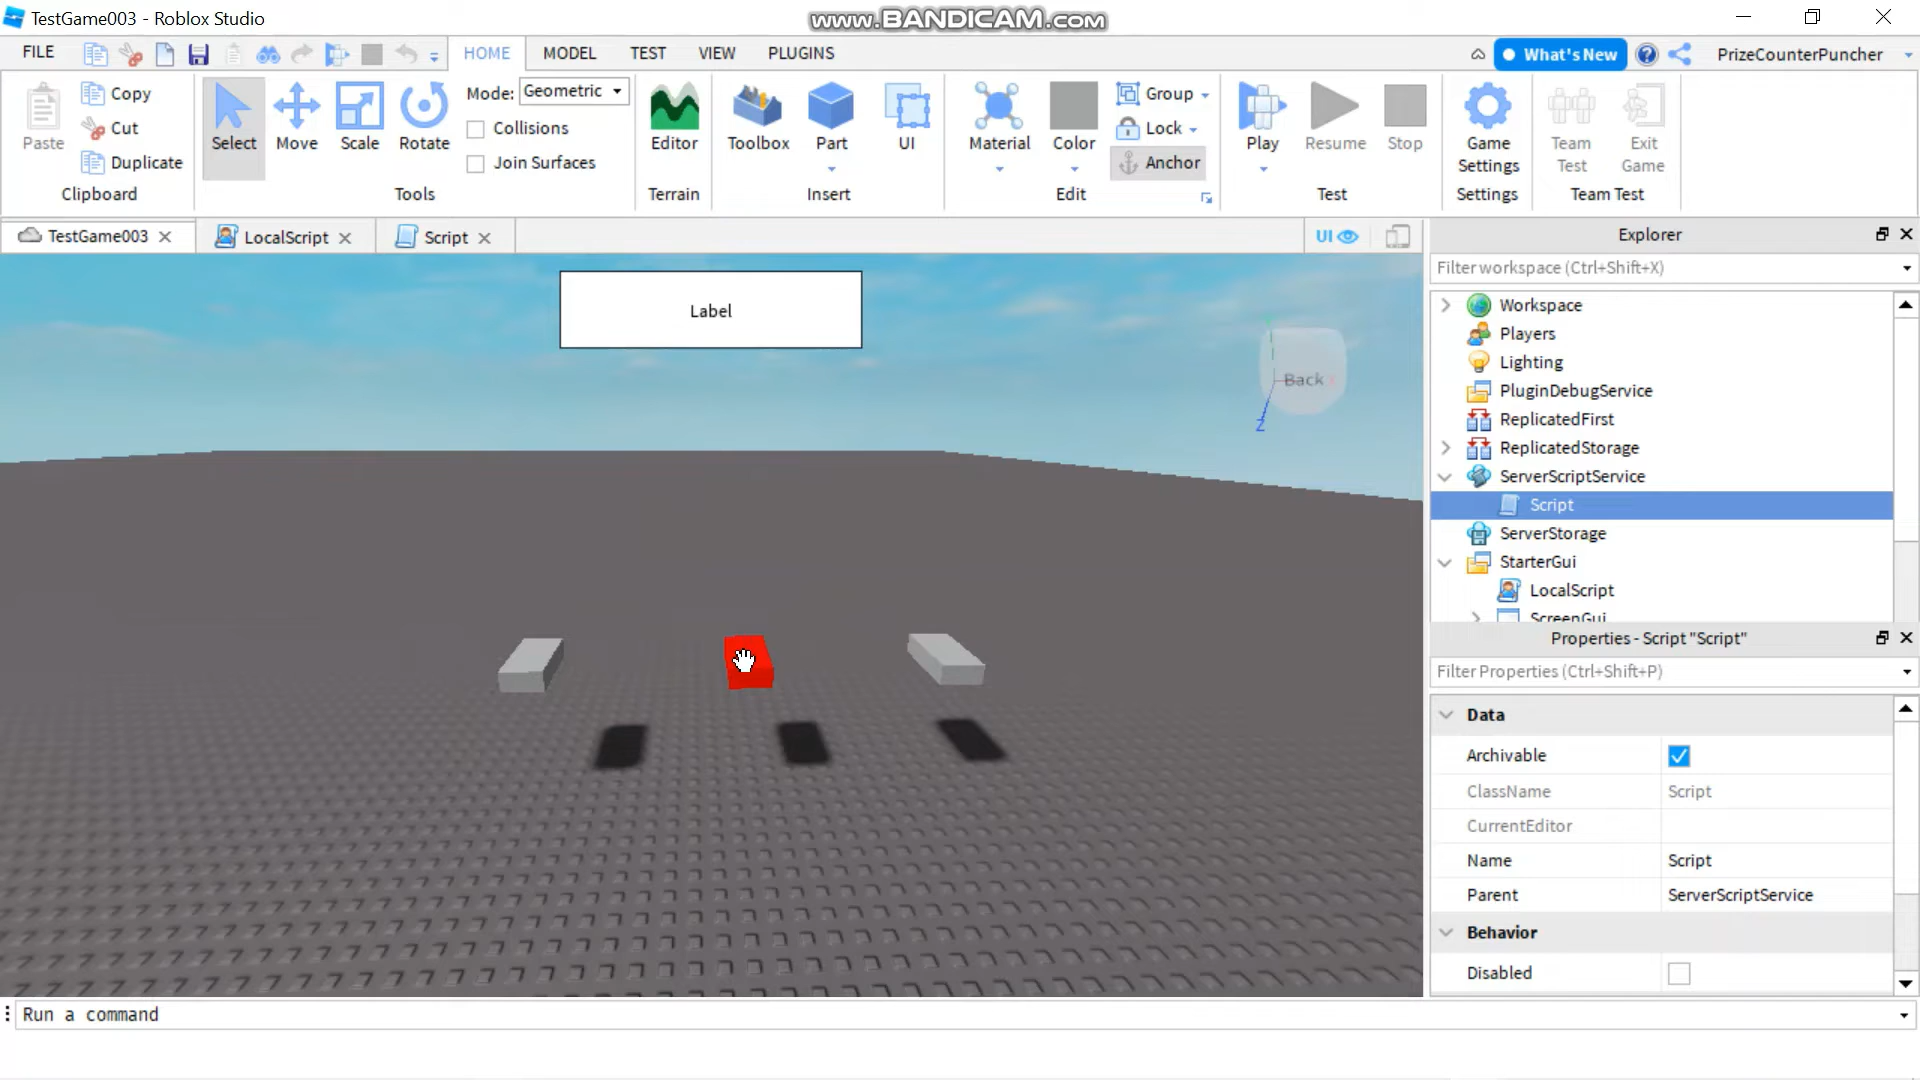 TestGame003 - Roblox Studio
www.BANDICAM.com
FILE
HOME
MODEL
TEST
VIEW
PLUGINS
What's New
PrizeCounterPuncher
Paste
Copy
Cut
Duplicate
Clipboard
Select
Move
Scale
Rotate
Mode: Geometric
Collisions
Join Surfaces
Tools
Editor
Terrain
Toolbox
Part
UI
Insert
Material
Color
Group
Lock
Anchor
Edit
Play
Resume
Stop
Test
Game Settings
Settings
Team Test
Exit Game
Team Test
TestGame003
LocalScript
Script
UI
Label
Back
Z
Explorer
Filter workspace (Ctrl+Shift+X)
Workspace
Players
Lighting
PluginDebugService
ReplicatedFirst
ReplicatedStorage
ServerScriptService
Script
ServerStorage
StarterGui
LocalScript
ScreenGui
Properties - Script "Script"
Filter Properties (Ctrl+Shift+P)
Data
Archivable
ClassName Script
CurrentEditor
Name Script
Parent ServerScriptService
Behavior
Disabled
Run a command